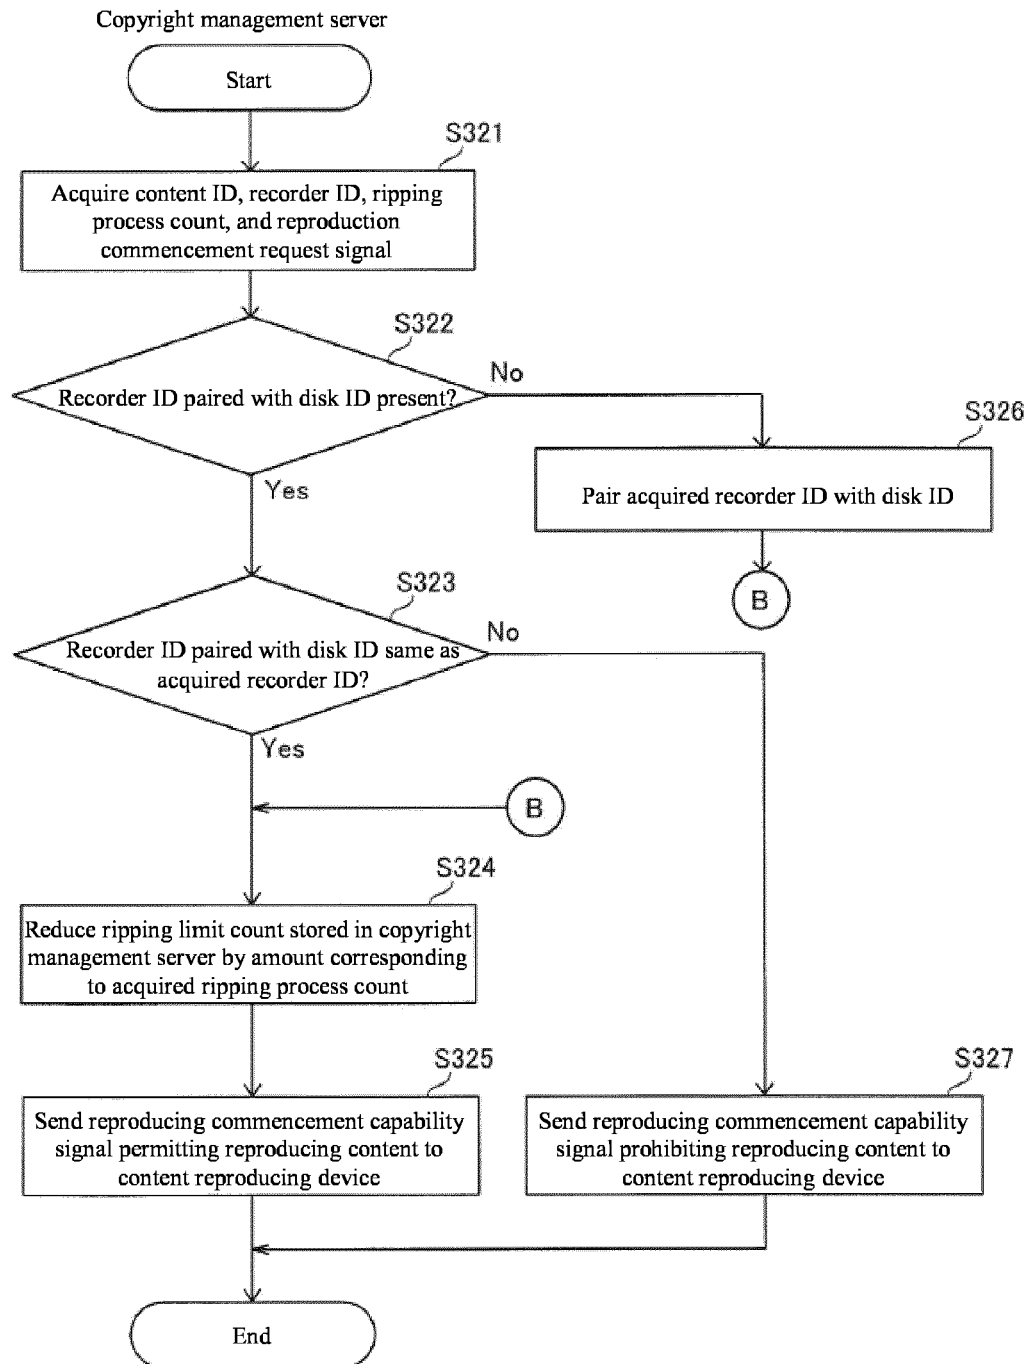 Copyright management server
Start
S321
Acquire content ID, recorder ID, ripping
process count, and reproduction
commencement request signal
S322
Recorder ID paired with disk ID present?
No
Yes
S326
Pair acquired recorder ID with disk ID
B
S323
Recorder ID paired with disk ID same as
acquired recorder ID?
No
Yes
B
S324
Reduce ripping limit count stored in copyright
management server by amount corresponding
to acquired ripping process count
S325
Send reproducing commencement capability
signal permitting reproducing content to
content reproducing device
S327
Send reproducing commencement capability
signal prohibiting reproducing content to
content reproducing device
End